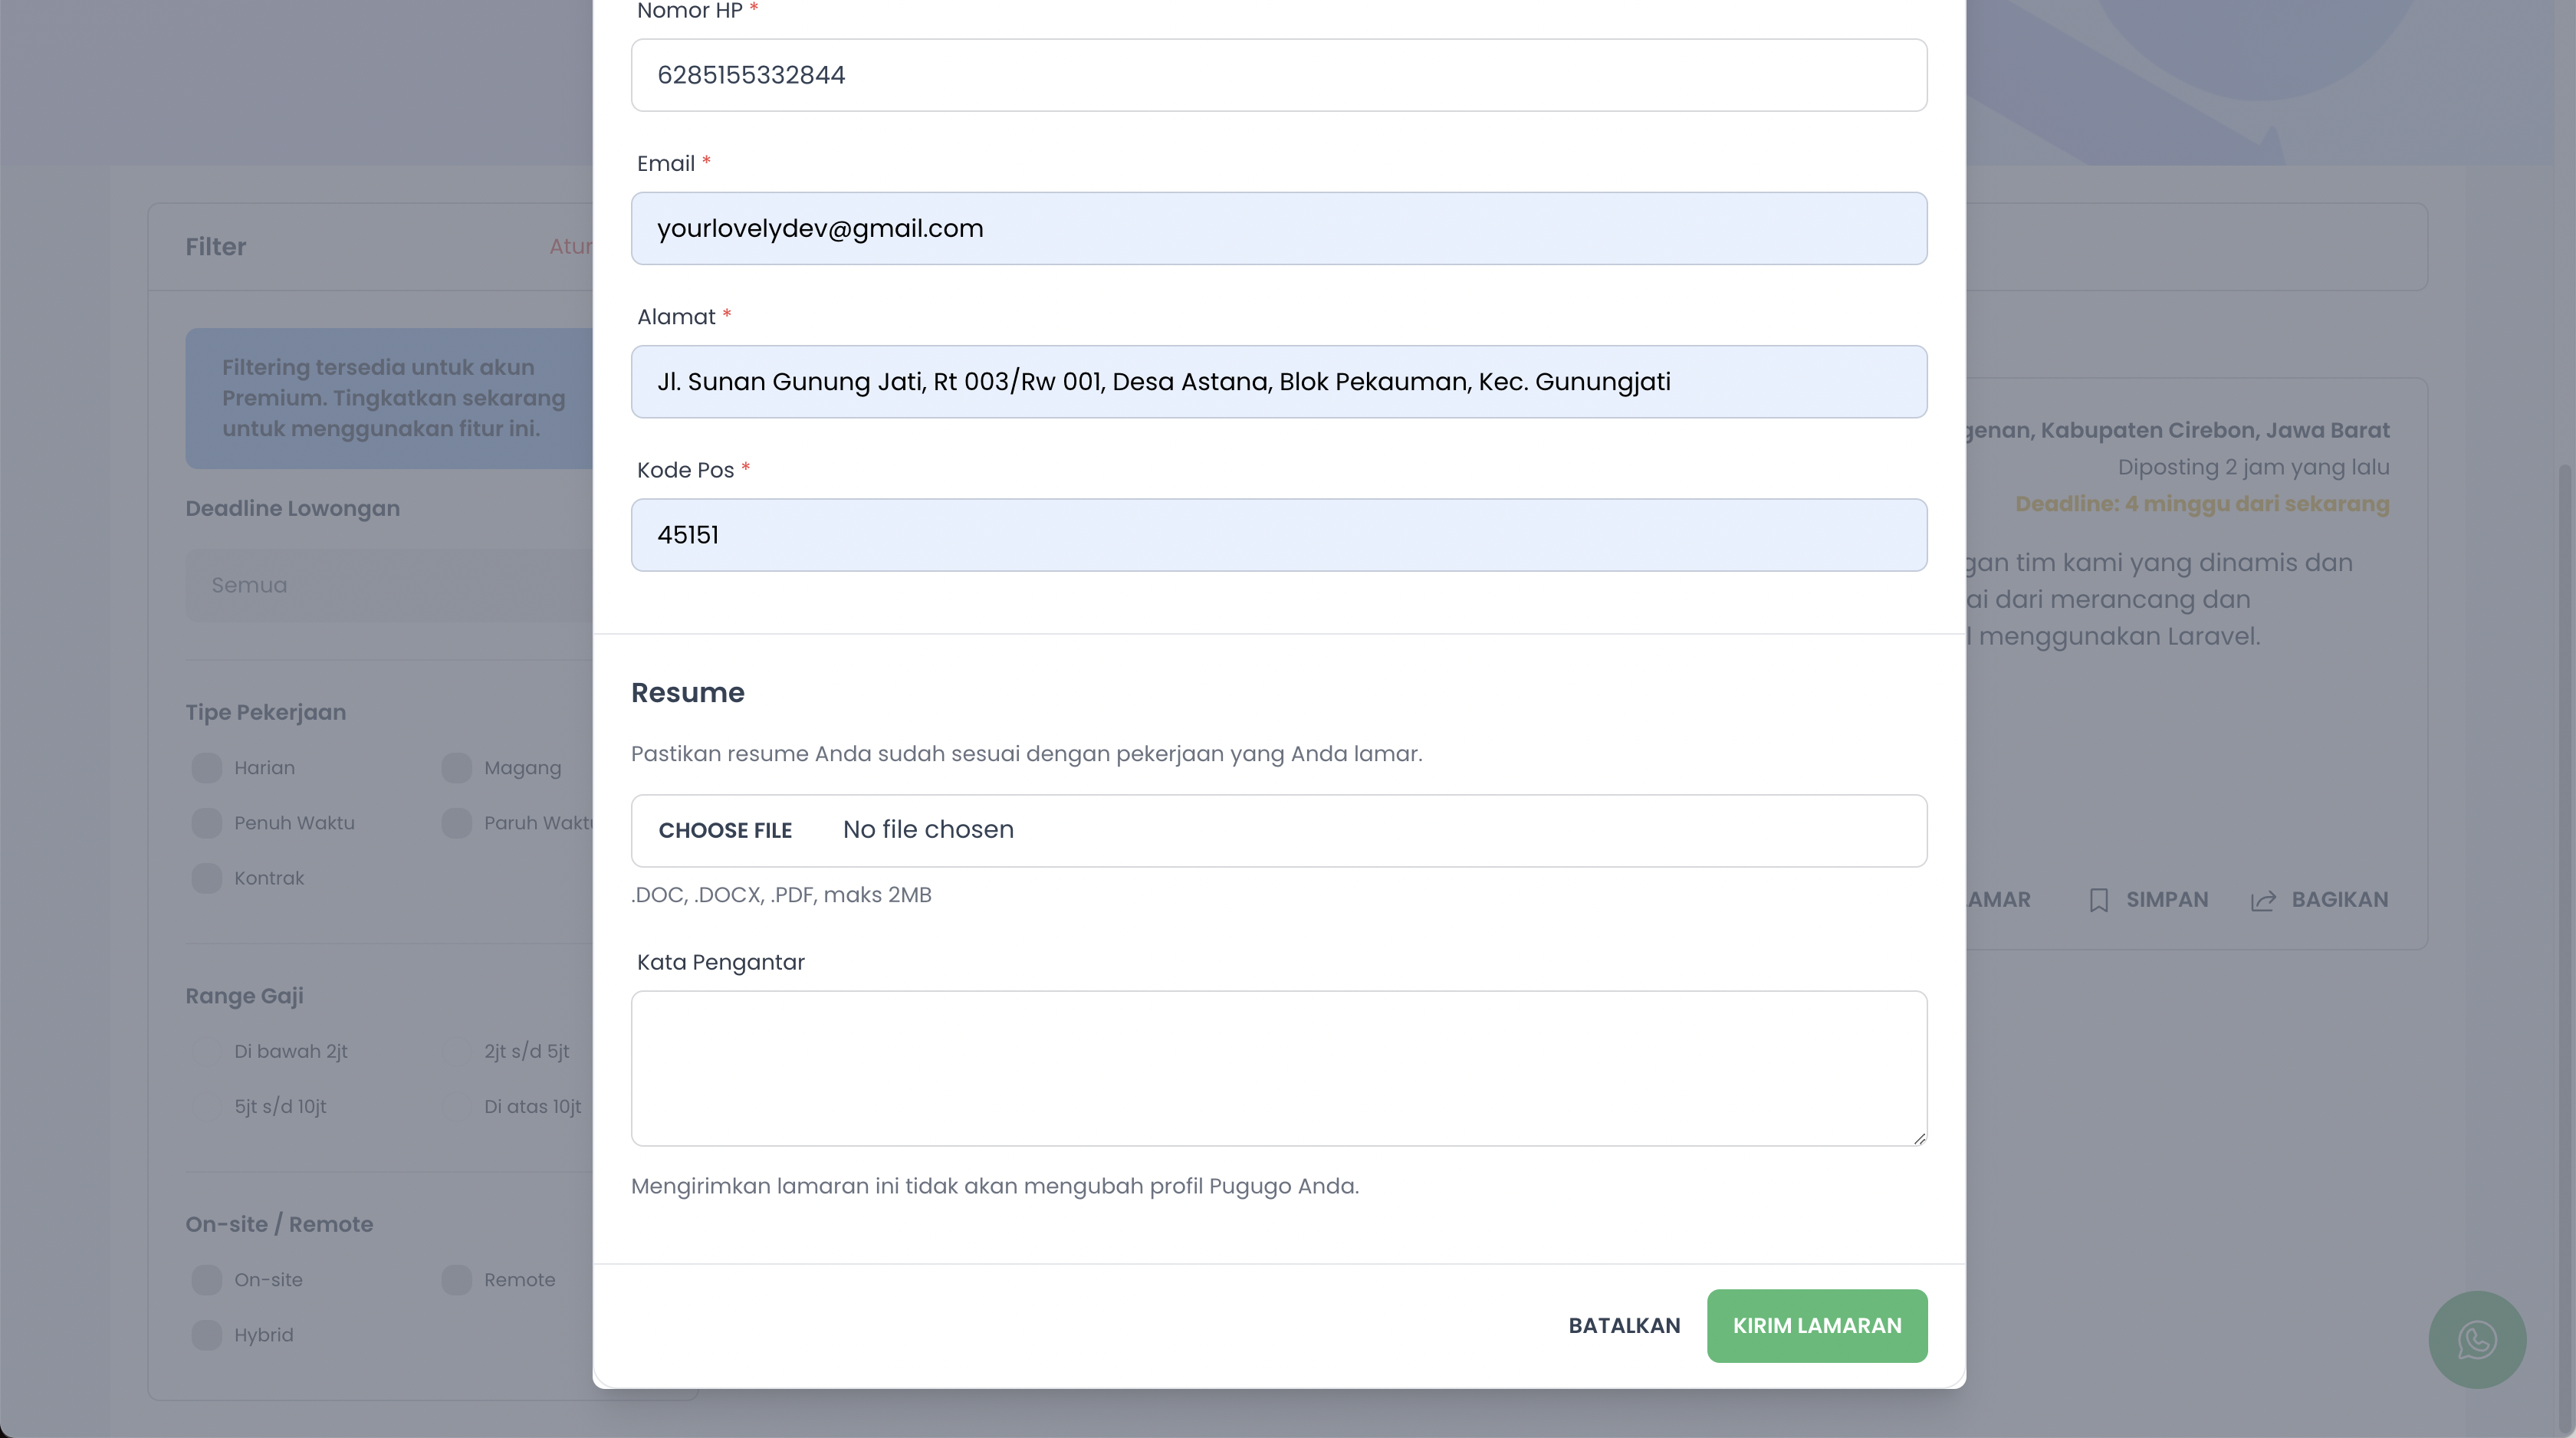 Nomor HP *
6285155332844
Email *
yourlovelydev@gmail.com
Alamat *
Jl. Sunan Gunung Jati, Rt 003/Rw 001, Desa Astana, Blok Pekauman, Kec. Gunungjati
Kode Pos *
45151
Resume
Pastikan resume Anda sudah sesuai dengan pekerjaan yang Anda lamar.
CHOOSE FILE No file chosen
.DOC, .DOCX, .PDF, maks 2MB
Kata Pengantar
Mengirimkan lamaran ini tidak akan mengubah profil Pugugo Anda.
BATALKAN KIRIM LAMARAN
Filter
Filtering tersedia untuk akun
Premium. Tingkatkan sekarang
untuk menggunakan fitur ini.
Deadline Lowongan
Semua
Tipe Pekerjaan
Harian Magang
Penuh Waktu Paruh
Kontrak
Range Gaji
Di bawah 2jt 2jt s/d 5jt
5jt s/d 10jt Di atas 10jt
On-site / Remote
On-site Remote
Hybrid
Kabupaten Cirebon, Jawa Barat
Diposting 2 jam yang lalu
Deadline: 4 minggu dari sekarang
tim kami yang dinamis dan
dari merancang dan
menggunakan Laravel.
SIMPAN BAGIKAN